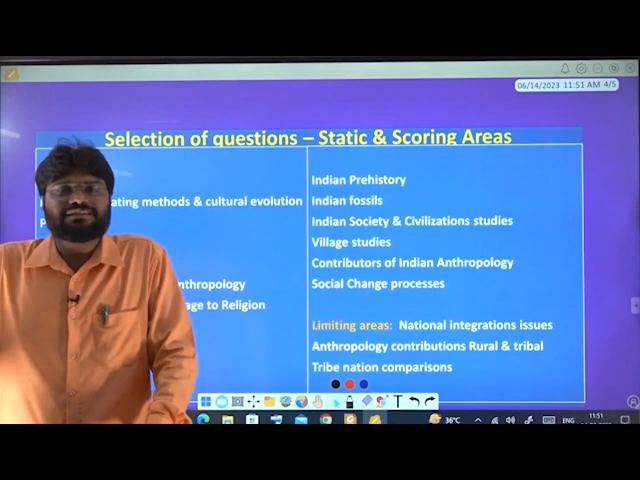 06/14/2023 11:51 AM 4/5
Selection of questions – Static & Scoring Areas
ating methods & cultural evolution
P
nthropology
age to Religion
Indian Prehistory
Indian fossils
Indian Society & Civilizations studies
Village studies
Contributors of Indian Anthropology
Social Change processes
Limiting areas: National integrations issues
Anthropology contributions Rural & tribal
Tribe nation comparisons
36°C
ENG
11:51